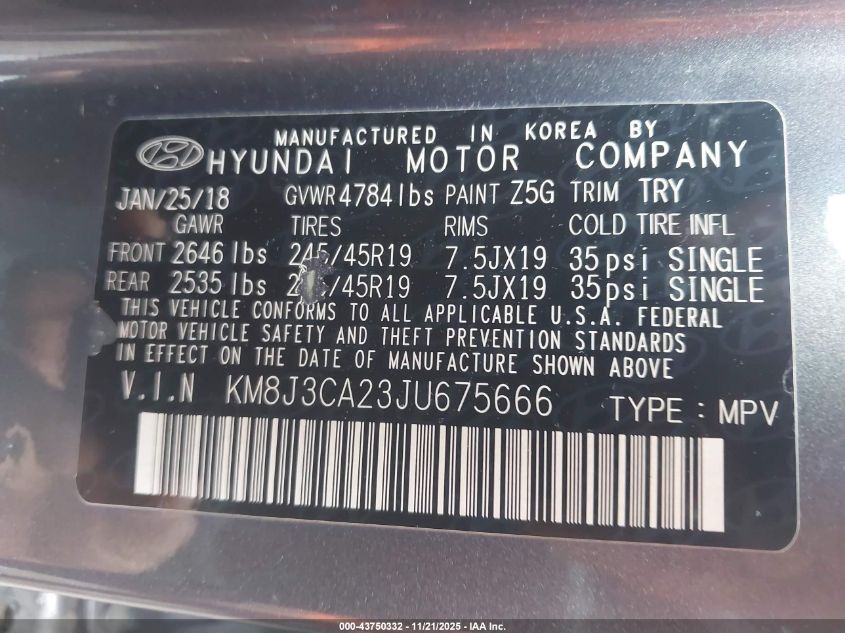 MANUFACTURED IN KOREA BY
HYUNDAI MOTOR COMPANY
JAN/25/18 GVWR 4784lbs PAINT Z5G TRIM TRY
GAWR TIRES RIMS COLD TIRE INFL
FRONT 2646 lbs 245/45R19 7.5JX19 35psi SINGLE
REAR 2535 lbs /45R19 7.5JX19 35psi SINGLE
THIS VEHICLE CONFORMS TO ALL APPLICABLE U.S.A. FEDERAL
MOTOR VEHICLE SAFETY AND THEFT PREVENTION STANDARDS
IN EFFECT ON THE DATE OF MANUFACTURE SHOWN ABOVE
V.I.N KM8J3CA23JU675666 TYPE : MPV
000-43750332 - 11/21/2025 - IAA Inc.